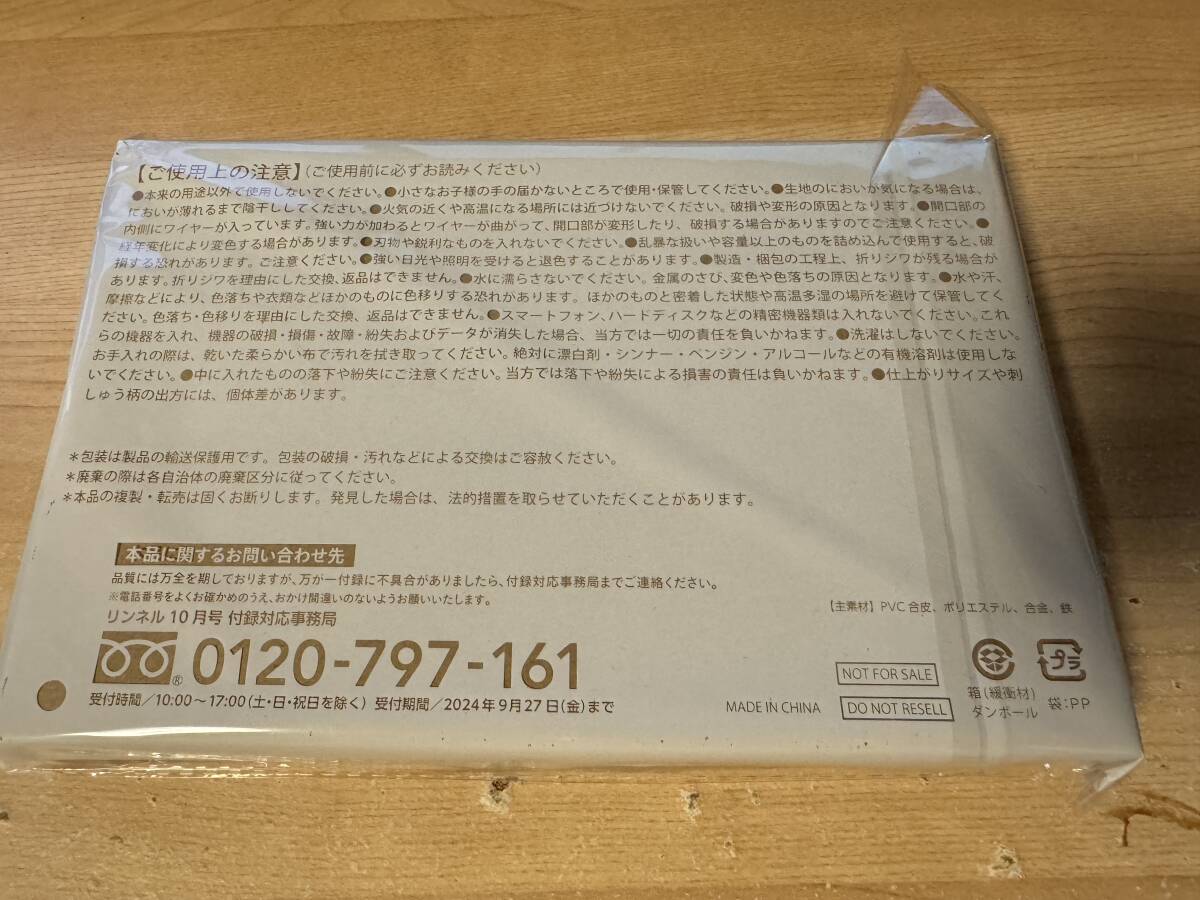 【ご使用上の注意】(ご使用前に必ずお読みください)
●本来の用途以外で使用しないでください。●小さなお子様の手の届かないところで使用・保管してください。●生地のにおいが気になる場合は、
においが薄れるまで陰干ししてください。●火気の近くや高温になる場所には近づけないでください。破損や変形の原因となります。●開口部の
内側にワイヤーが入っています。強い力が加わるとワイヤーが曲がって、開口部が変形したり、破損する場合がありますのでご注意ください。●
経年変化により変色する場合があります。●刃物や鋭利なものを入れないでください。●乱暴な扱いや容量以上のものを詰め込んで使用すると、破
損する恐れがあります。ご注意ください。●強い日光や照明を受けると退色することがあります。●製造・梱包の工程上、折りジワが残る場合が
あります。折りジワを理由にした交換、返品はできません。●水に濡らさないでください。金属のさび、変色や色落ちの原因となります。●水や汗、
摩擦などにより、色落ちや衣類などほかのものに色移りする恐れがあります。ほかのものと密着した状態や高温多湿の場所を避けて保管してく
ださい。色落ち・色移りを理由にした交換、返品はできません。●スマートフォン、ハードディスクなどの精密機器類は入れないでください。これ
らの機器を入れ、機器の破損・損傷・故障・紛失およびデータが消失した場合、当方では一切の責任を負いかねます。●洗濯はしないでください。
お手入れの際は、乾いた柔らかい布で汚れを拭き取ってください。絶対に漂白剤・シンナー・ベンジン・アルコールなどの有機溶剤は使用しな
いでください。●中に入れたものの落下や紛失にご注意ください。当方では落下や紛失による損害の責任は負いかねます。●仕上がりサイズや刺
しゅう柄の出方には、個体差があります。
＊包装は製品の輸送保護用です。包装の破損・汚れなどによる交換はご容赦ください。
＊廃棄の際は各自治体の廃棄区分に従ってください。
＊本品の複製・転売は固くお断りします。発見した場合は、法的措置を取らせていただくことがあります。
本品に関するお問い合わせ先
品質には万全を期しておりますが、万が一付録に不具合がありましたら、付録対応事務局までご連絡ください。
※電話番号をよくお確かめのうえ、おかけ間違いのないようお願いいたします。
リンネル10月号 付録対応事務局
® 0120-797-161
受付時間／10:00〜17:00(土・日・祝日を除く) 受付期間／2024年9月27日(金)まで
【主素材】PVC合皮、ポリエステル、合金、鉄
MADE IN CHINA
NOT FOR SALE
DO NOT RESELL
箱(緩衝材)
ダンボール
プラ
袋:PP